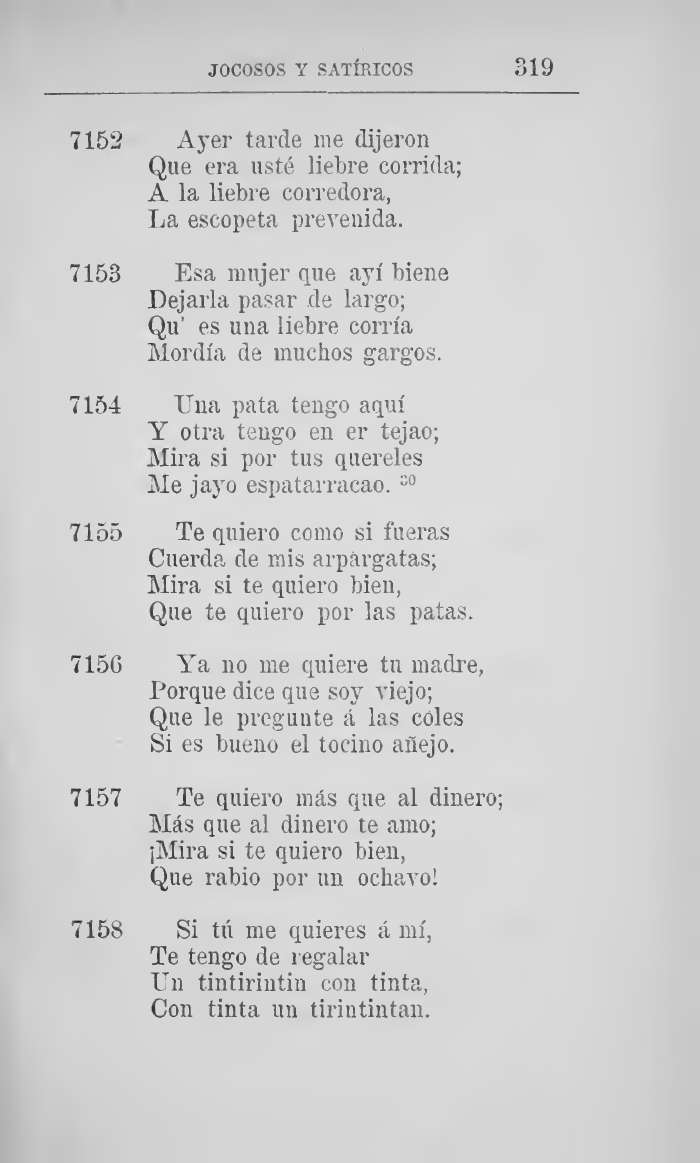 JOCOSOS Y SATÍRICOS 319
7152 Ayer tarde me dijeron
Que era usté liebre corrida;
A la liebre corredora,
La escopeta prevenida.
7153 Esa mujer que ayí biene
Dejarla pasar de largo;
Qu' es una liebre corría
Mordía de muchos gargos.
7154 Una pata tengo aquí
Y otra tengo en er tejao;
Mira si por tus quereles
Me jayo espatarracao. 30
7155 Te quiero como si fueras
Cuerda de mis arpargatas;
Mira si te quiero bien,
Que te quiero por las patas.
7156 Ya no me quiere tu madre,
Porque dice que soy viejo;
Que le pregunte á las coles
Si es bueno el tocino añejo.
7157 Te quiero más que al dinero;
Más que al dinero te amo;
¡Mira si te quiero bien,
Que rabio por un ochavo!
7158 Si tú me quieres á mí,
Te tengo de regalar
Un tintirintin con tinta,
Con tinta un tirintintan.